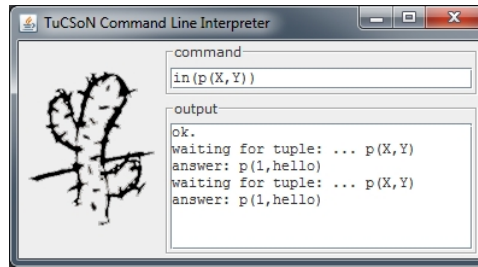 TuCSoN Command Line Interpreter
command
in(p(X,Y))
output
ok.
waiting for tuple: ... p(X,Y)
answer: p(1,hello)
waiting for tuple: ... p(X,Y)
answer: p(1,hello)